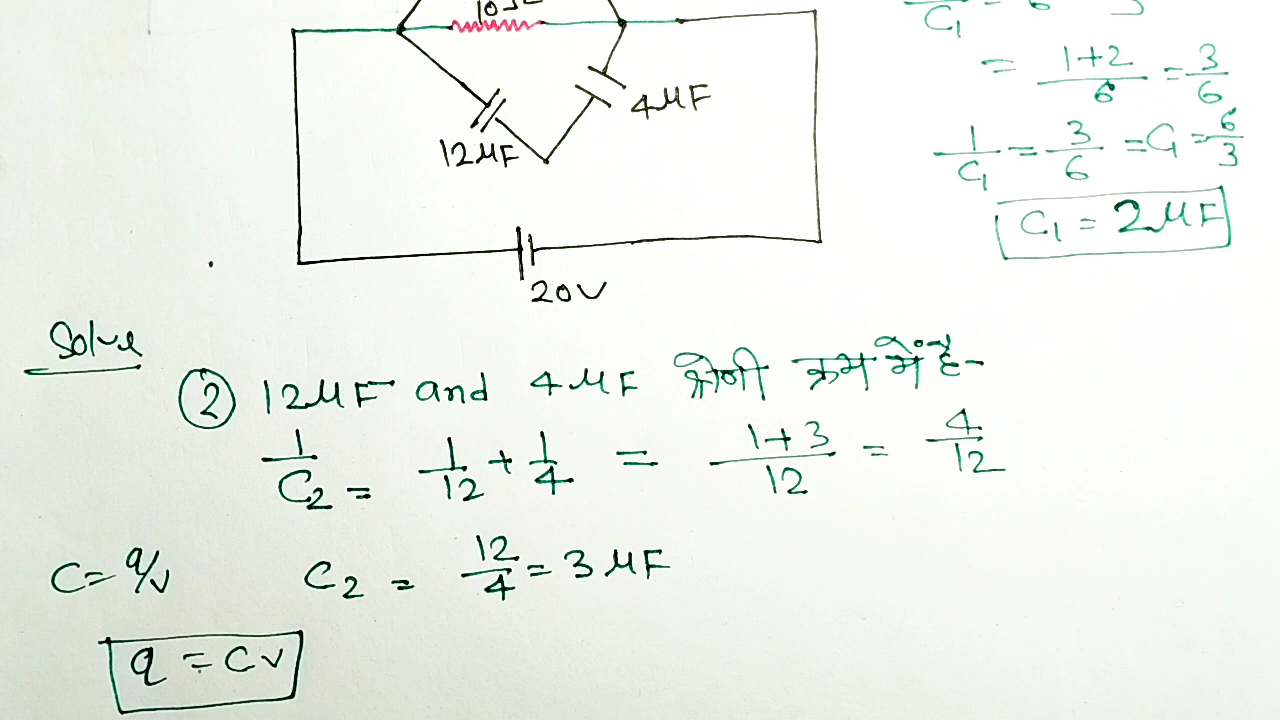 10Ω
4μF
12μF
20V
= 1+2/6 = 3/6
1/C₁ = 3/6 = C₁ = 6/3
C₁ = 2μF
Solve
② 12μF and 4μF श्रेणी क्रम में है-
1/C₂ = 1/12 + 1/4 = 1+3/12 = 4/12
C = q/v
C₂ = 12/4 = 3μF
q = cv